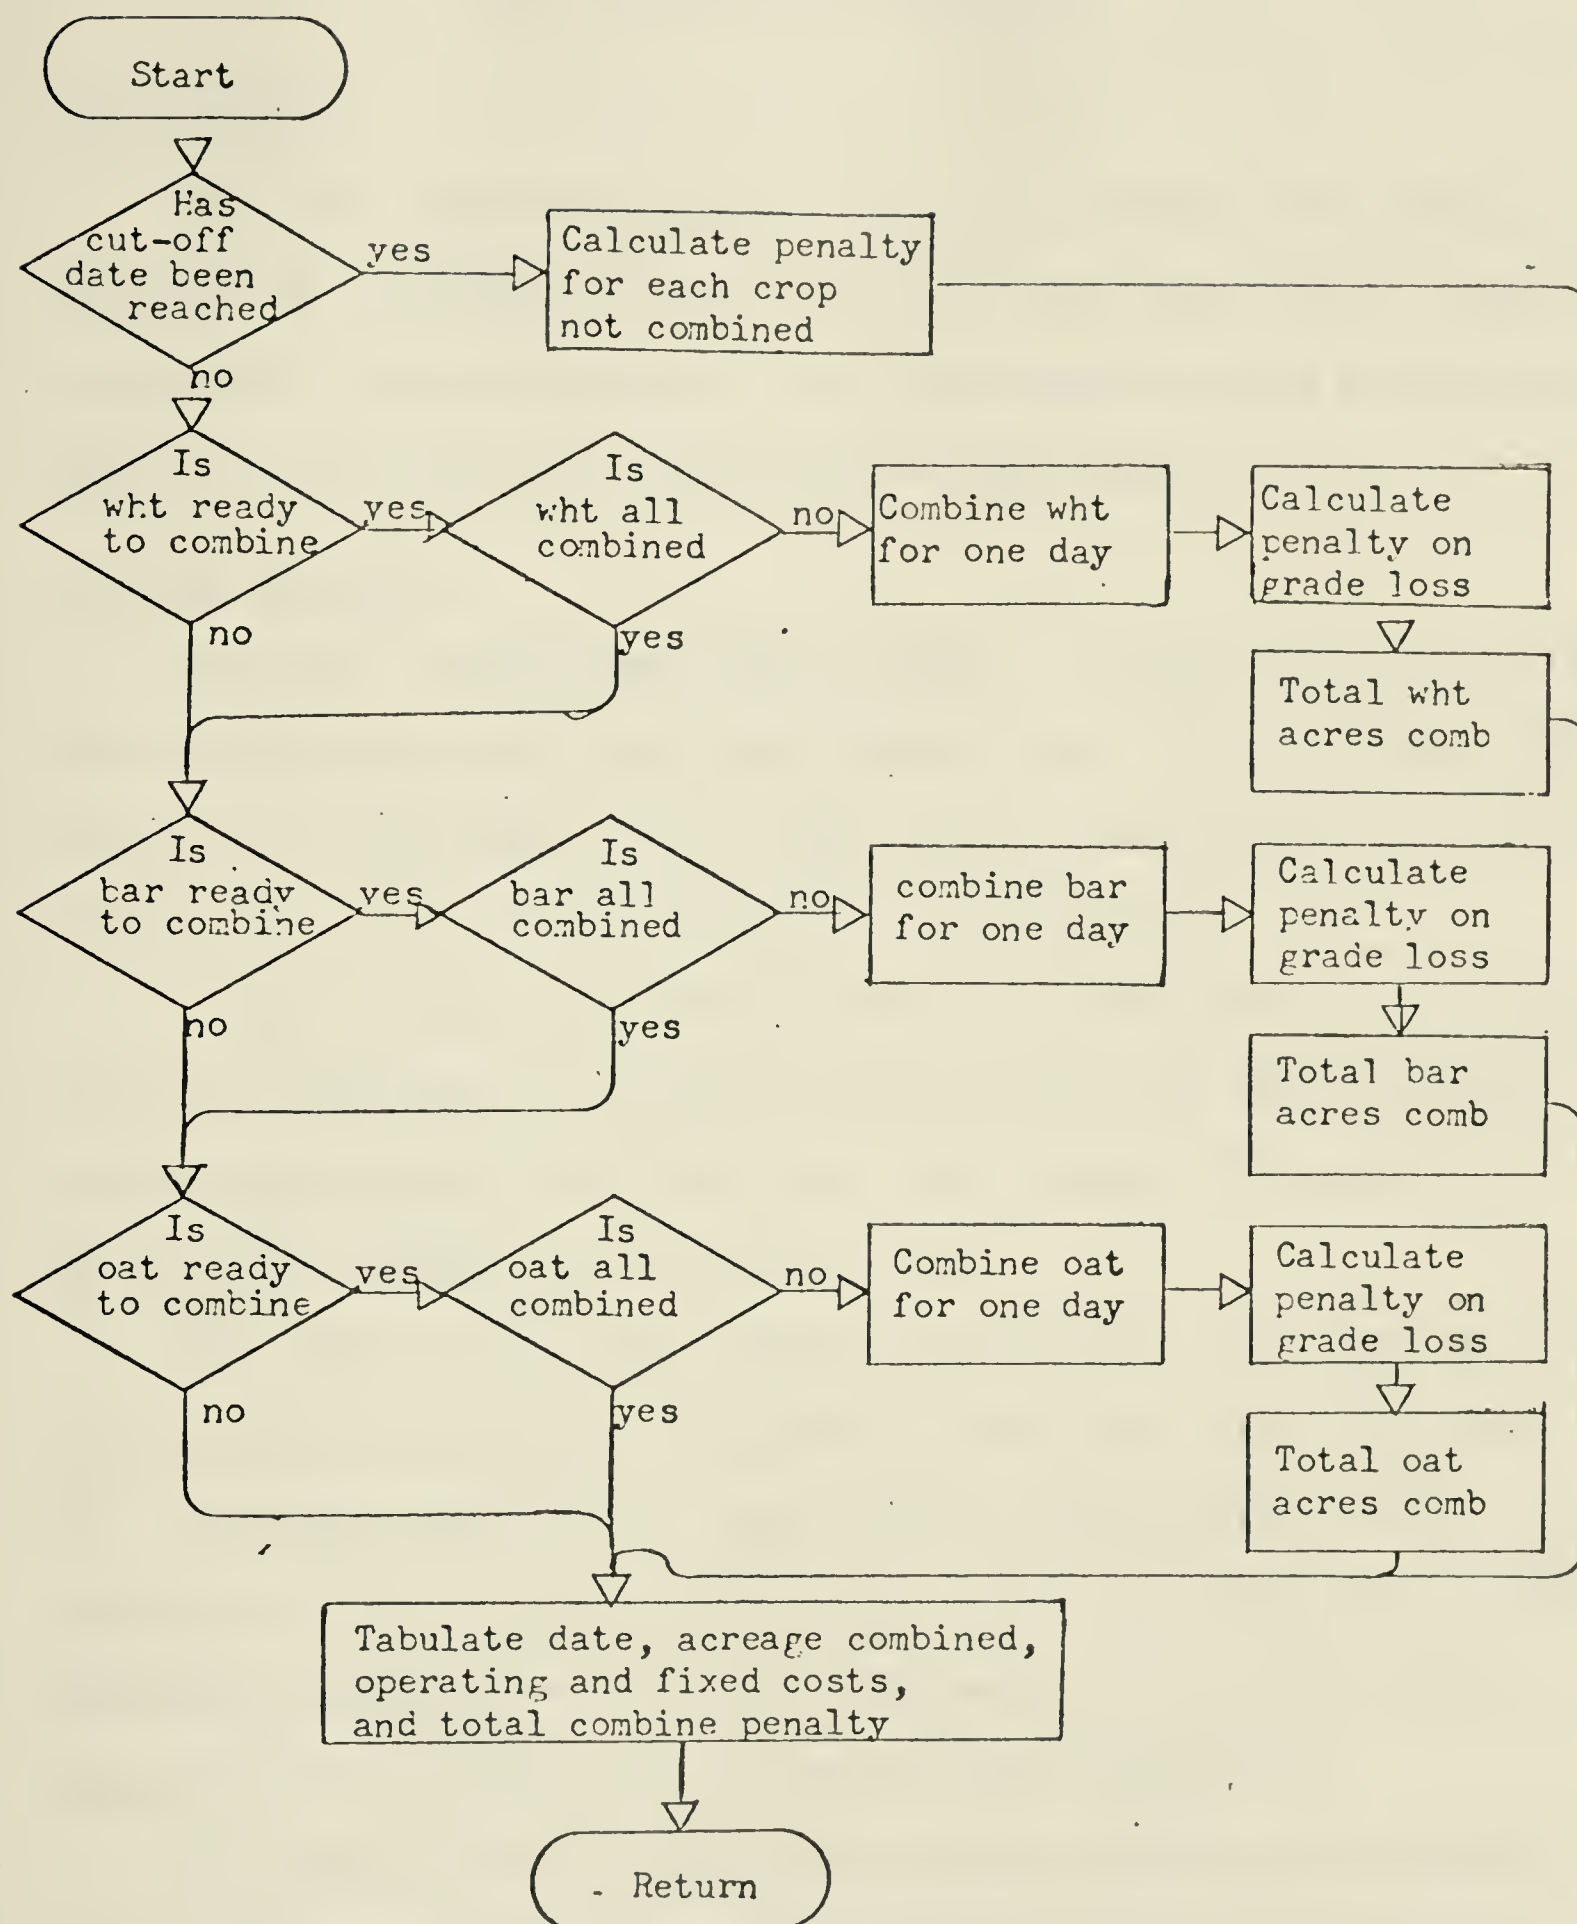 Start
Has
cut-off
date been
reached
yes
Calculate penalty
for each crop
not combined
no
Is
wht ready
to combine
yes
Is
wht all
combined
no
Combine wht
for one day
Calculate
penalty on
grade loss
no
yes
Total wht
acres comb
Is
bar ready
to combine
yes
Is
bar all
combined
no
combine bar
for one day
Calculate
penalty on
grade loss
no
yes
Total bar
acres comb
Is
oat ready
to combine
yes
Is
oat all
combined
no
Combine oat
for one day
Calculate
penalty on
grade loss
no
yes
Total oat
acres comb
Tabulate date, acreage combined,
operating and fixed costs,
and total combine penalty
Return